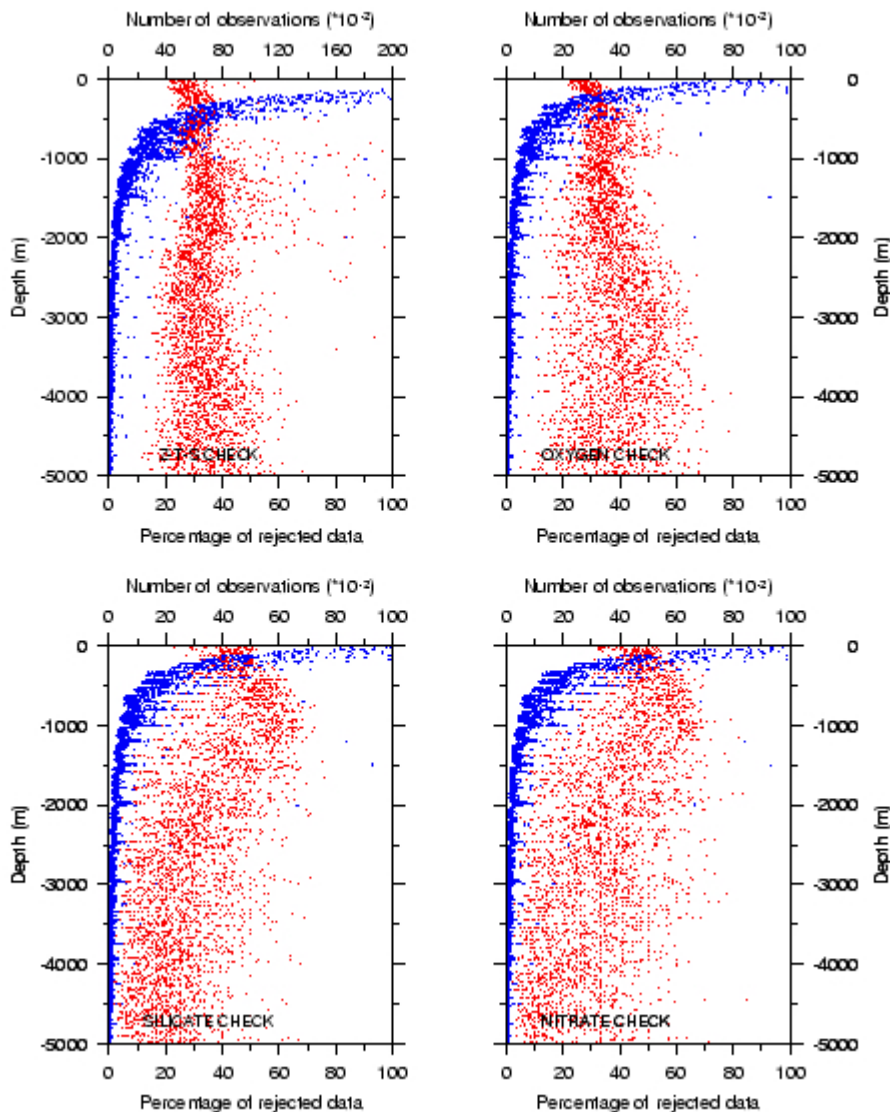 Number of observations (*10⁻²)
Number of observations (*10⁻²)
0 40 80 120 160 200
0 20 40 60 80 100
0
-1000
-2000
-3000
-4000
-5000
Depth (m)
0
-1000
-2000
-3000
-4000
-5000
Depth (m)
Z-T-S CHECK
OXYGEN CHECK
0 20 40 60 80 100
0 20 40 60 80 100
Percentage of rejected data
Percentage of rejected data
Number of observations (*10⁻²)
Number of observations (*10⁻²)
0 20 40 60 80 100
0 20 40 60 80 100
0
-1000
-2000
-3000
-4000
-5000
Depth (m)
0
-1000
-2000
-3000
-4000
-5000
Depth (m)
SILICATE CHECK
NITRATE CHECK
0 20 40 60 80 100
0 20 40 60 80 100
Percentage of rejected data
Percentage of rejected data